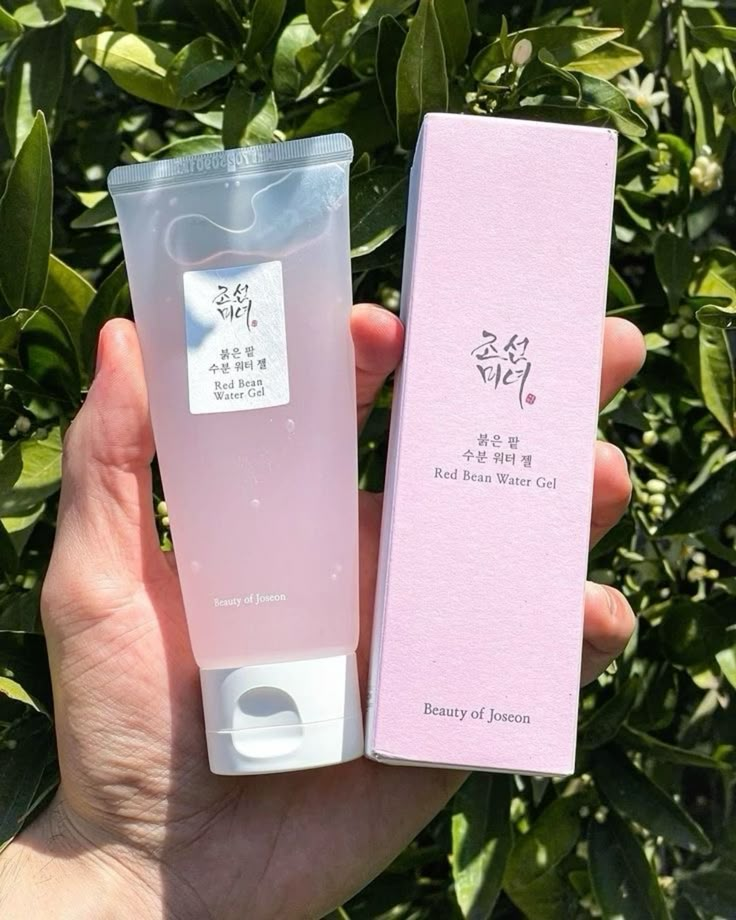 조선
미녀
붉은 팥
수분 워터 젤
Red Bean
Water Gel
Beauty of Joseon
조선
미녀
붉은 팥
수분 워터 젤
Red Bean Water Gel
Beauty of Joseon